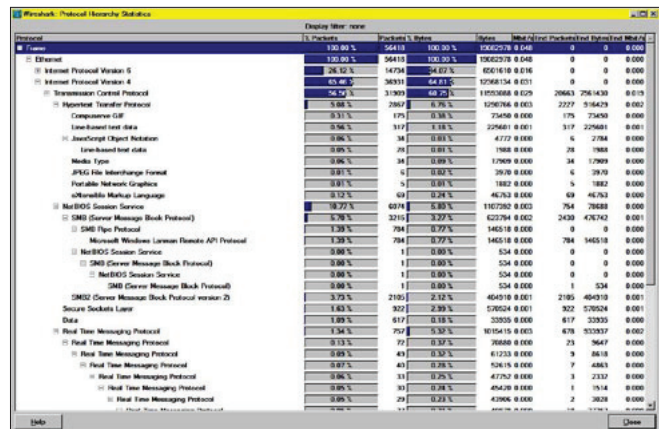 Wireshark: Protocol Hierarchy Statistics
Display filter: none
Protocol % Packets Packets % Bytes Bytes Mbit/s End Packets End Bytes End Mbit/s
Frame 100.00 % 56418 100.00 % 19082978 0.048 0 0 0.000
Ethernet 100.00 % 56418 100.00 % 19082978 0.048 0 0 0.000
Internet Protocol Version 6 26.12 % 14734 34.07 % 6501618 0.016 0 0 0.000
Internet Protocol Version 4 65.46 % 36931 64.81 % 12368134 0.031 0 0 0.000
Transmission Control Protocol 56.56 % 31909 60.75 % 11593088 0.029 20663 7561430 0.019
Hypertext Transfer Protocol 5.08 % 2867 6.76 % 1290766 0.003 2227 916429 0.002
Compuserve GIF 0.31 % 175 0.38 % 73450 0.000 175 73450 0.000
Line-based text data 0.56 % 317 1.18 % 225601 0.001 317 225601 0.001
JavaScript Object Notation 0.06 % 34 0.03 % 4772 0.000 6 2784 0.000
Line-based text data 0.05 % 28 0.01 % 1988 0.000 28 1988 0.000
Media Type 0.06 % 34 0.09 % 17909 0.000 34 17909 0.000
JPEG File Interchange Format 0.01 % 6 0.02 % 3970 0.000 6 3970 0.000
Portable Network Graphics 0.01 % 5 0.01 % 1882 0.000 5 1882 0.000
eXtensible Markup Language 0.12 % 69 0.24 % 46753 0.000 69 46753 0.000
NetBIOS Session Service 10.77 % 6074 5.80 % 1107392 0.003 754 78688 0.000
SMB (Server Message Block Protocol) 5.70 % 3215 3.27 % 623794 0.002 2430 476742 0.001
SMB Pipe Protocol 1.39 % 784 0.77 % 146518 0.000 0 0 0.000
Microsoft Windows Lanman Remote API Protocol 1.39 % 784 0.77 % 146518 0.000 784 146518 0.000
NetBIOS Session Service 0.00 % 1 0.00 % 534 0.000 0 0 0.000
SMB (Server Message Block Protocol) 0.00 % 1 0.00 % 534 0.000 0 0 0.000
NetBIOS Session Service 0.00 % 1 0.00 % 534 0.000 0 0 0.000
SMB (Server Message Block Protocol) 0.00 % 1 0.00 % 534 0.000 1 534 0.000
SMB2 (Server Message Block Protocol version 2) 3.73 % 2105 2.12 % 404910 0.001 2105 404910 0.001
Secure Sockets Layer 1.63 % 922 2.99 % 570524 0.001 922 570524 0.001
Data 1.09 % 617 0.18 % 33935 0.000 617 33935 0.000
Real Time Messaging Protocol 1.34 % 757 5.32 % 1015415 0.003 678 933937 0.002
Real Time Messaging Protocol 0.13 % 72 0.37 % 70880 0.000 23 9647 0.000
Real Time Messaging Protocol 0.09 % 49 0.32 % 61233 0.000 9 8618 0.000
Real Time Messaging Protocol 0.07 % 40 0.28 % 52615 0.000 7 4863 0.000
Real Time Messaging Protocol 0.06 % 33 0.25 % 47752 0.000 3 2332 0.000
Real Time Messaging Protocol 0.05 % 30 0.24 % 45420 0.000 1 1514 0.000
Real Time Messaging Protocol 0.05 % 29 0.23 % 43906 0.000 2 3028 0.000
Help Close